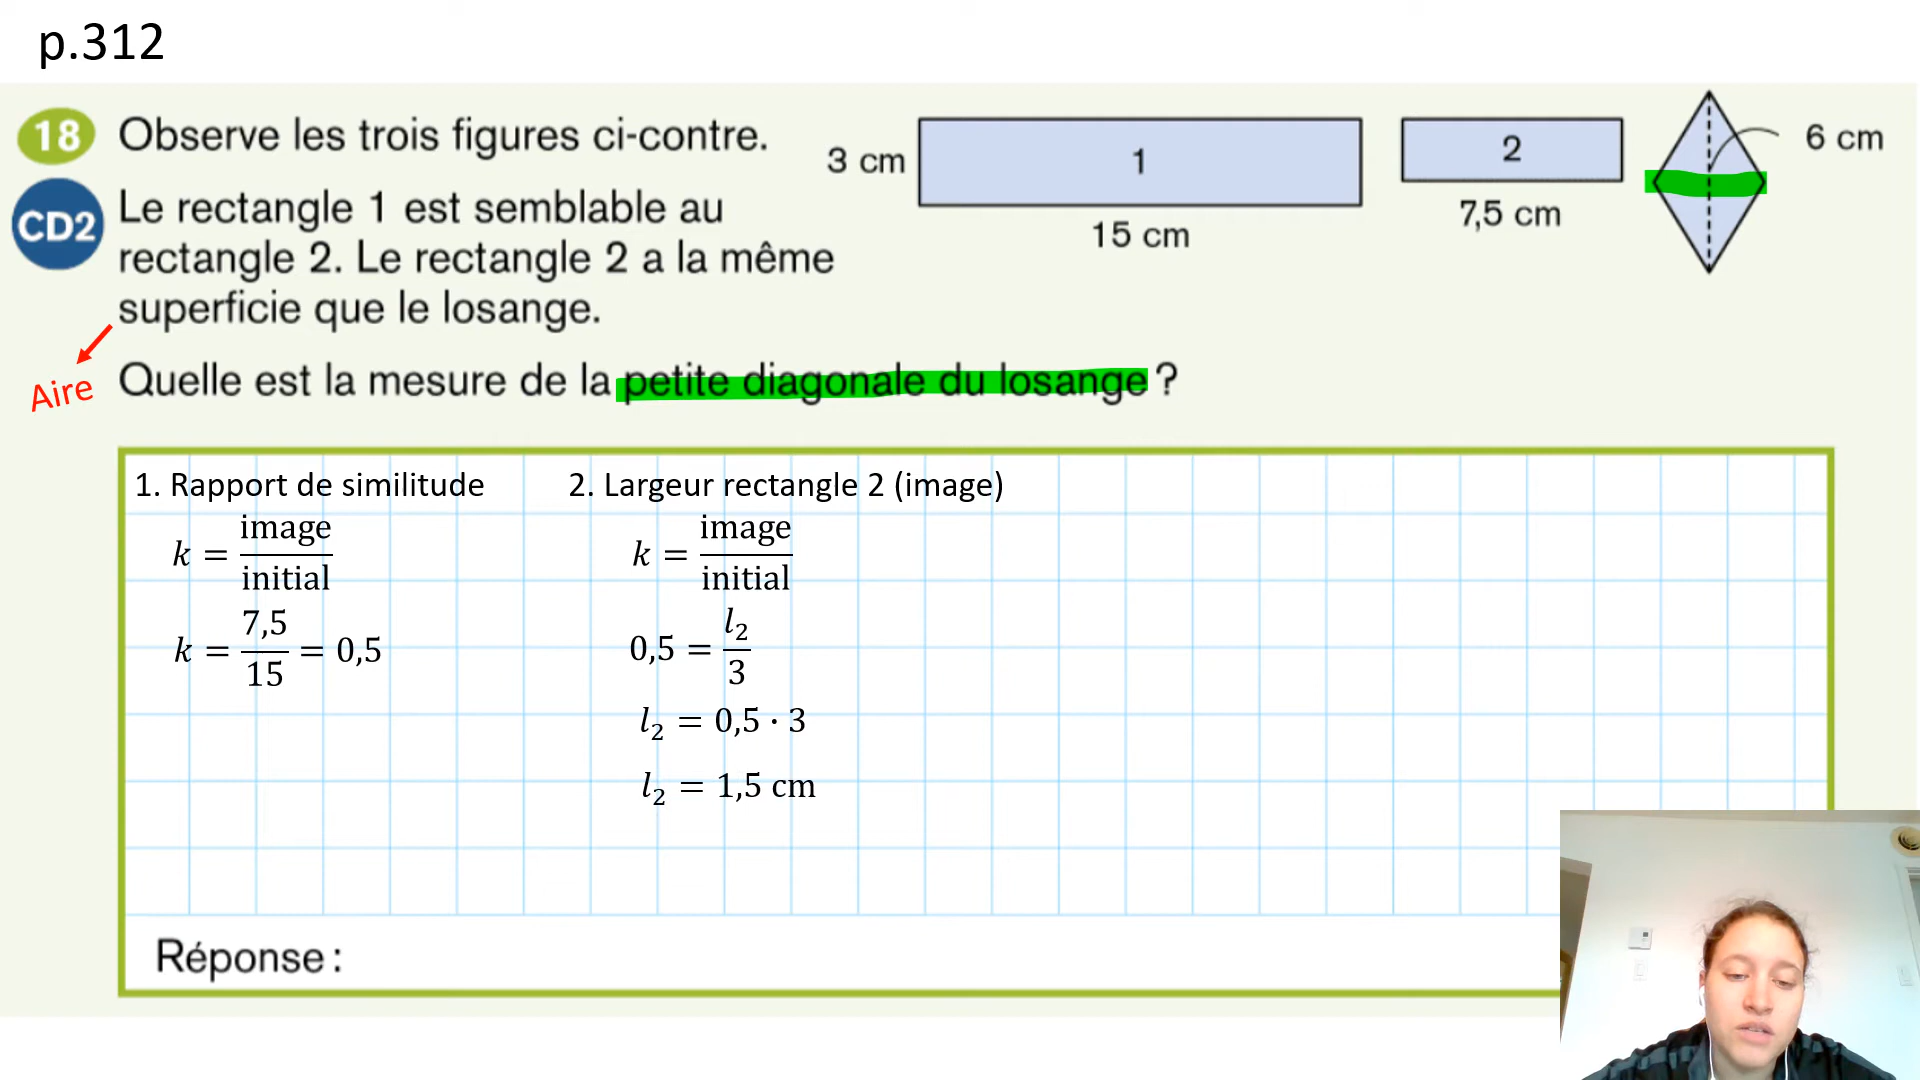 p.312
18 Observe les trois figures ci-contre.
3 cm
1
15 cm
2
7,5 cm
6 cm
CD2 Le rectangle 1 est semblable au
rectangle 2. Le rectangle 2 a la même
superficie que le losange.
Aire
Quelle est la mesure de la petite diagonale du losange ?
1. Rapport de similitude
k = image/initial
k = 7,5/15 = 0,5
2. Largeur rectangle 2 (image)
k = image/initial
0,5 = l₂/3
l₂ = 0,5 · 3
l₂ = 1,5 cm
Réponse :